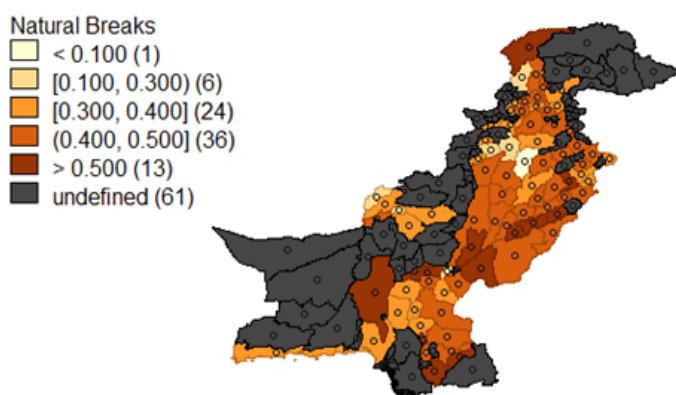 Natural Breaks
< 0.100 (1)
[0.100, 0.300) (6)
[0.300, 0.400] (24)
(0.400, 0.500] (36)
> 0.500 (13)
undefined (61)